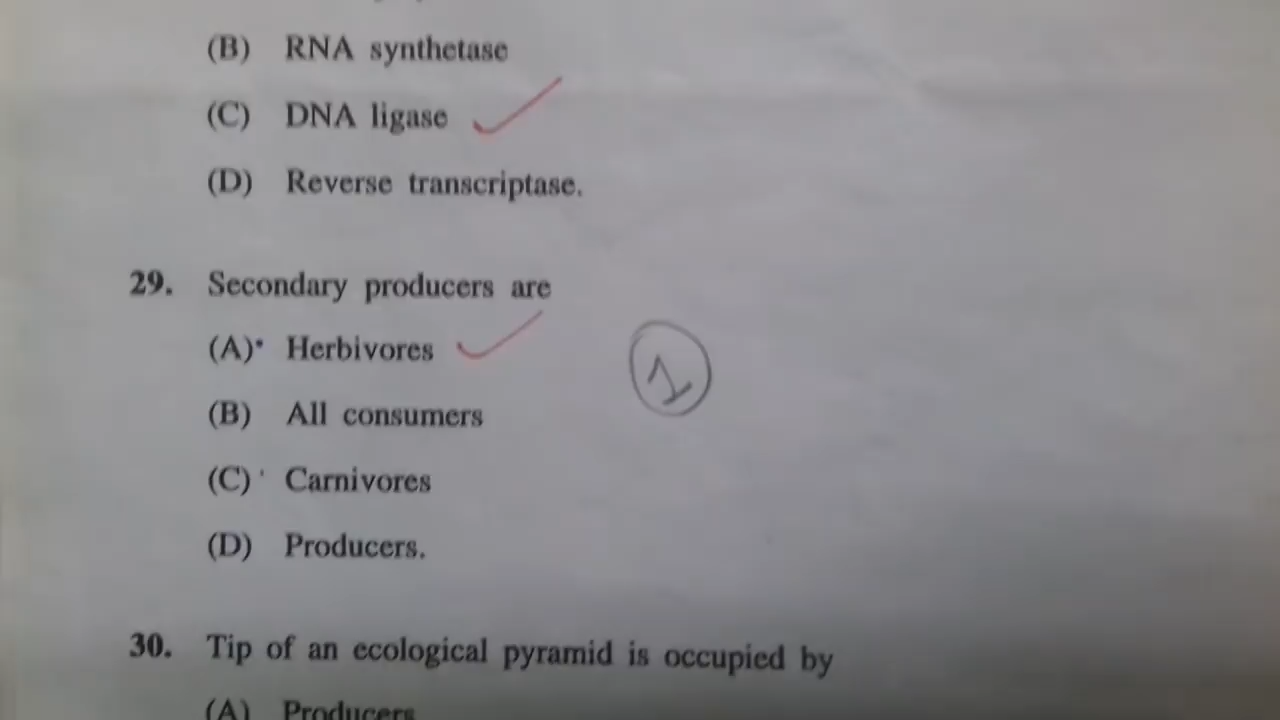 (B) RNA synthetase
(C) DNA ligase
(D) Reverse transcriptase.
29. Secondary producers are
(A) Herbivores
1
(B) All consumers
(C) Carnivores
(D) Producers.
30. Tip of an ecological pyramid is occupied by
(A) Producers